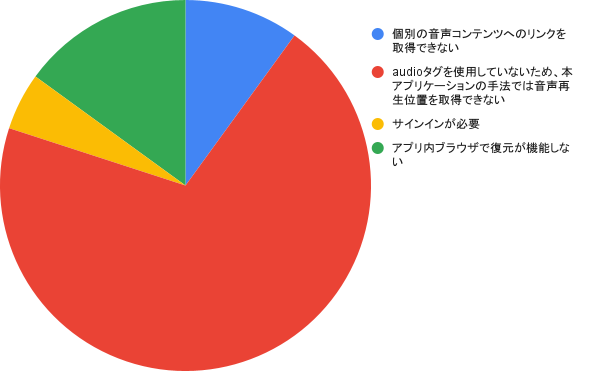 個別の音声コンテンツへのリンクを
取得できない
audioタグを使用していないため、本
アプリケーションの手法では音声再
生位置を取得できない
サインインが必要
アプリ内ブラウザで復元が機能しな
い